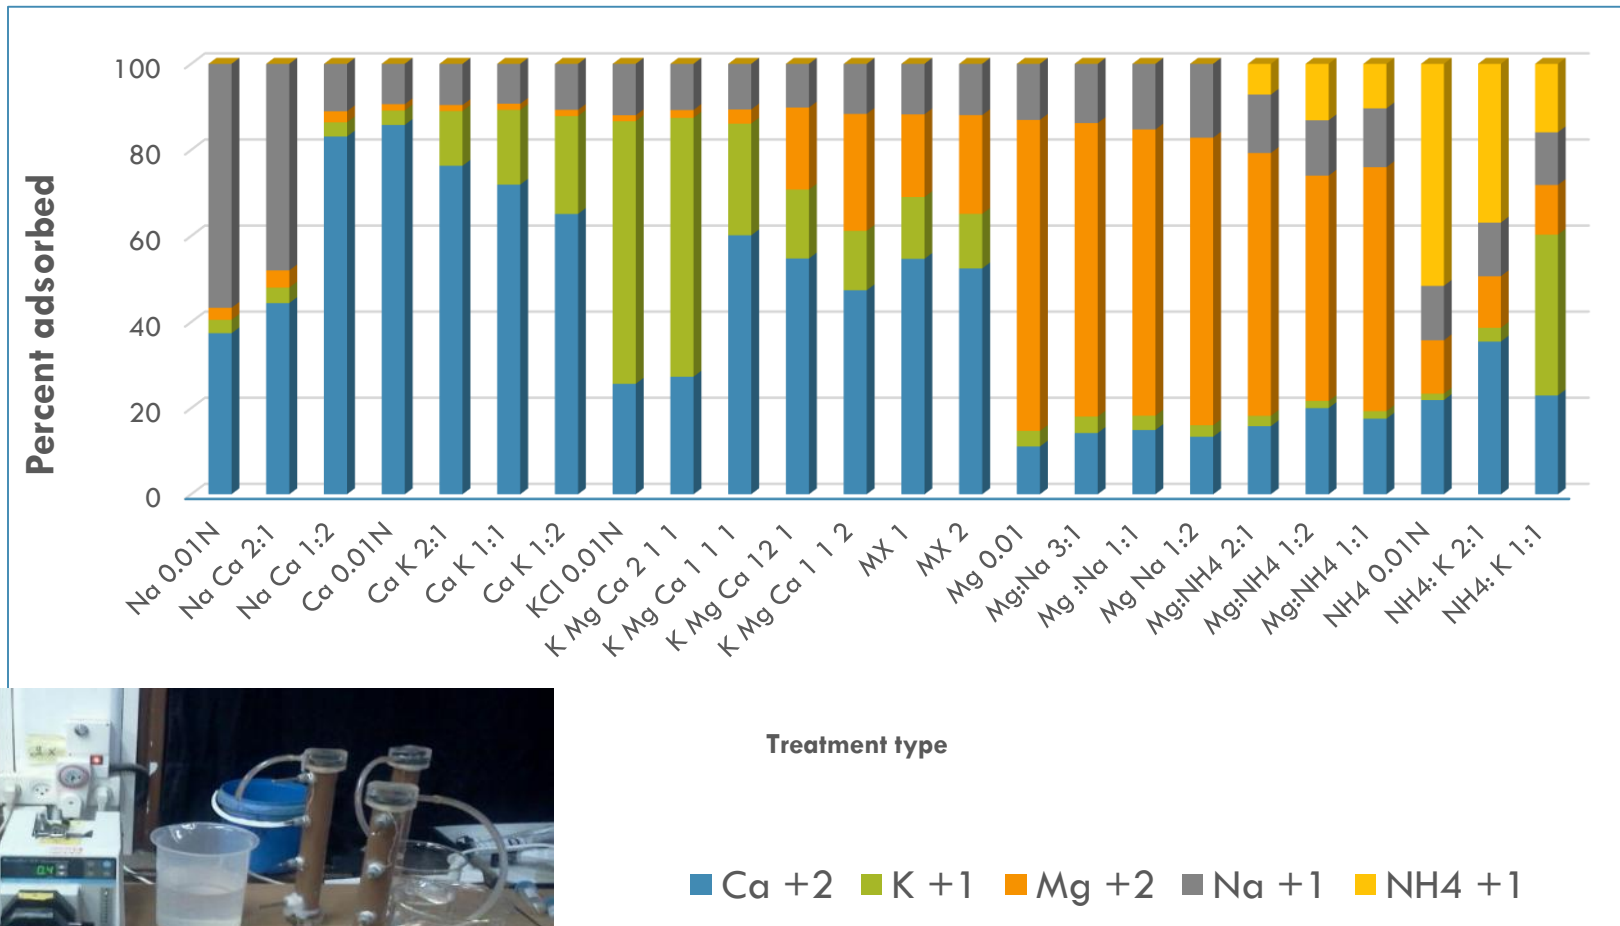 100
80
60
40
20
0
Percent adsorbed
Na 0.01N
Na Ca 2:1
Na Ca 1:2
Ca 0.01N
Ca K 2:1
Ca K 1:1
Ca K 1:2
KCl 0.01N
K Mg Ca 2 1 1
K Mg Ca 1 1 1
K Mg Ca 12 1
K Mg Ca 1 1 2
MX 1
MX 2
Mg 0.01
Mg:Na 3:1
Mg :Na 1:1
Mg Na 1:2
Mg:NH4 2:1
Mg:NH4 1:2
Mg:NH4 1:1
NH4 0.01N
NH4: K 2:1
NH4: K 1:1
Treatment type
0.4
Ca +2 K +1 Mg +2 Na +1 NH4 +1